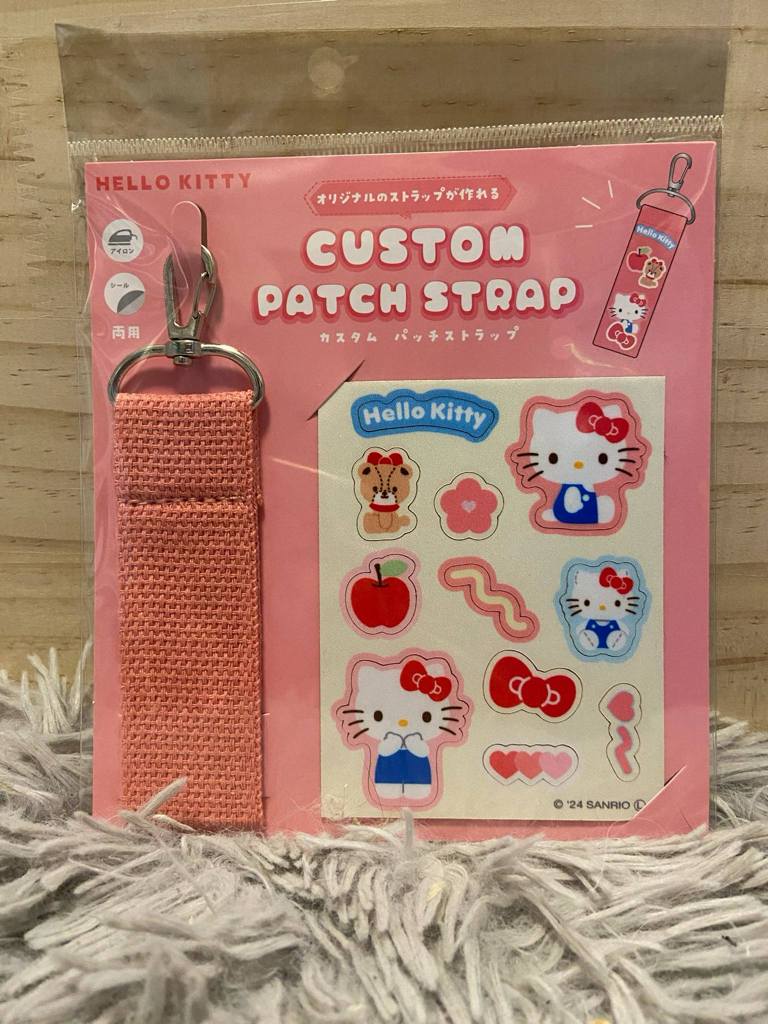 HELLO KITTY
オリジナルのストラップが作れる
CUSTOM
PATCH STRAP
カスタム パッチストラップ
アイロン
シール
両用
Hello Kitty
Hello Kitty
© '24 SANRIO Ⓛ